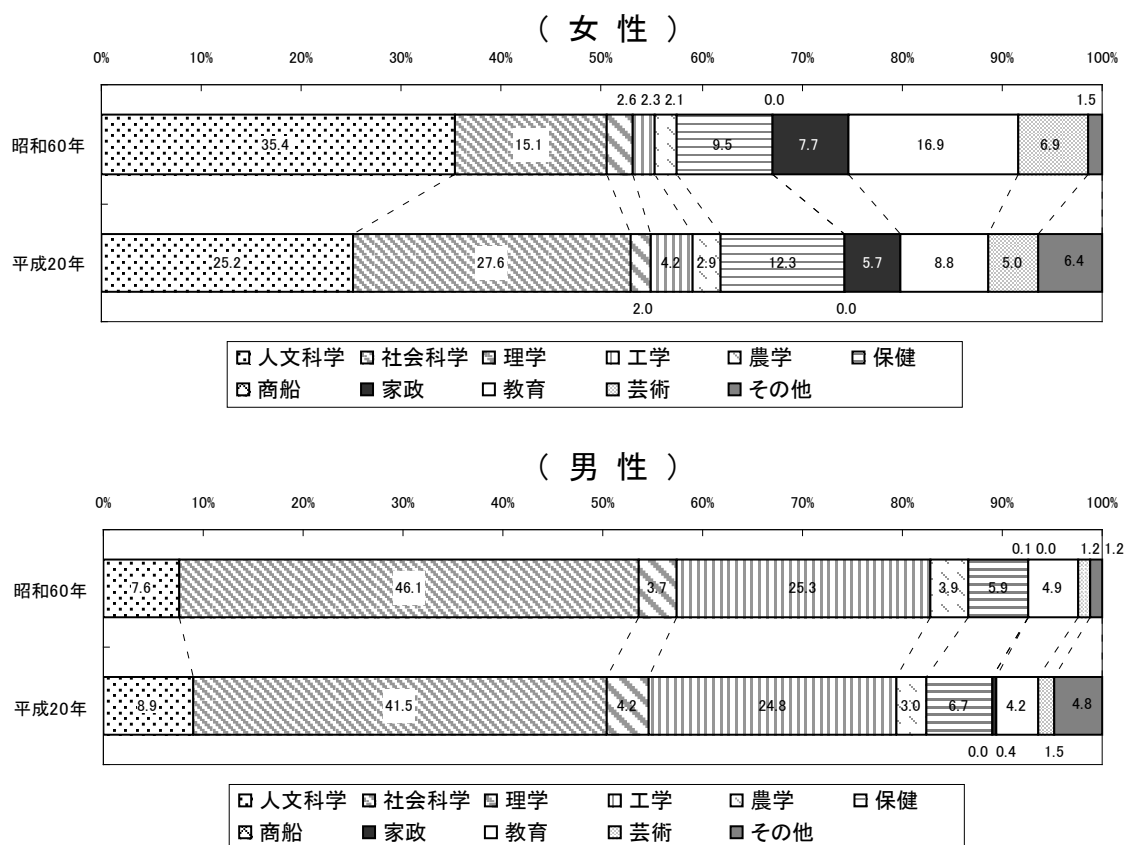 （ 女 性 ）
0% 10% 20% 30% 40% 50% 60% 70% 80% 90% 100%
2.6 2.3 2.1 0.0 1.5
昭和60年 35.4 15.1 9.5 7.7 16.9 6.9
平成20年 25.2 27.6 4.2 2.9 12.3 5.7 8.8 5.0 6.4
2.0 0.0
人文科学 社会科学 理学 工学 農学 保健
商船 家政 教育 芸術 その他
（ 男 性 ）
0% 10% 20% 30% 40% 50% 60% 70% 80% 90% 100%
0.1 0.0 1.2 1.2
昭和60年 7.6 46.1 3.7 25.3 3.9 5.9 4.9
平成20年 8.9 41.5 4.2 24.8 3.0 6.7 4.2 4.8
0.0 0.4 1.5
人文科学 社会科学 理学 工学 農学 保健
商船 家政 教育 芸術 その他